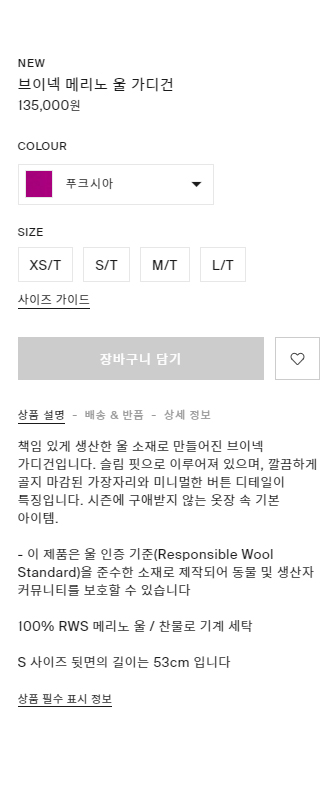 NEW
브이넥 메리노 울 가디건
135,000원
COLOUR
푸크시아
SIZE
XS/T S/T M/T L/T
사이즈 가이드
장바구니 담기
상품 설명 - 배송 & 반품 - 상세 정보
책임 있게 생산한 울 소재로 만들어진 브이넥
가디건입니다. 슬림 핏으로 이루어져 있으며, 깔끔하게
골지 마감된 가장자리와 미니멀한 버튼 디테일이
특징입니다. 시즌에 구애받지 않는 옷장 속 기본
아이템.
- 이 제품은 울 인증 기준(Responsible Wool
Standard)을 준수한 소재로 제작되어 동물 및 생산자
커뮤니티를 보호할 수 있습니다
100% RWS 메리노 울 / 찬물로 기계 세탁
S 사이즈 뒷면의 길이는 53cm 입니다
상품 필수 표시 정보